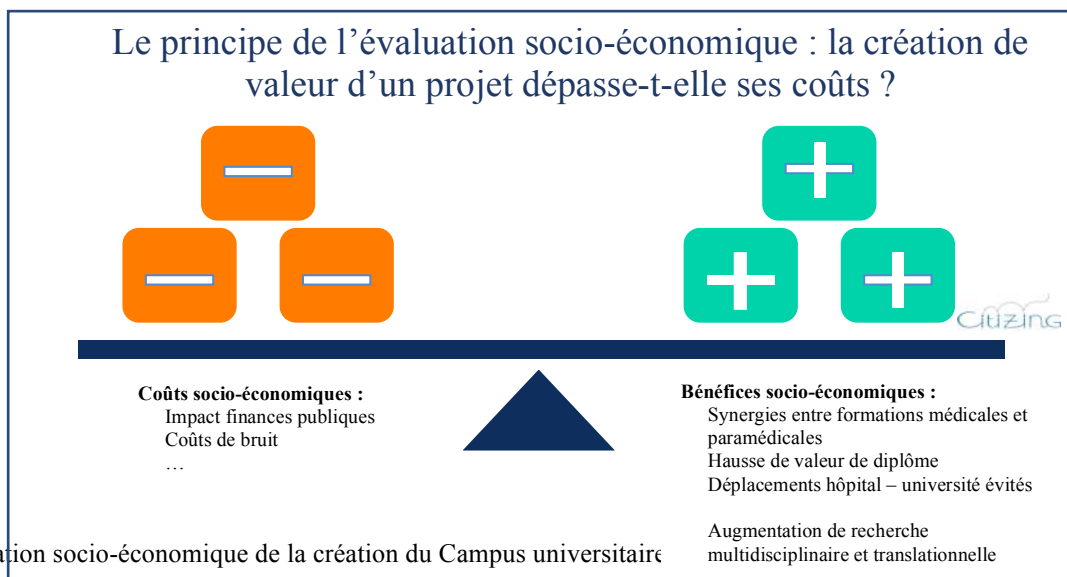 Le principe de l’évaluation socio-économique : la création de
valeur d’un projet dépasse-t-elle ses coûts ?
Citizing
Coûts socio-économiques :
Impact finances publiques
Coûts de bruit
…
Bénéfices socio-économiques :
Synergies entre formations médicales et
paramédicales
Hausse de valeur de diplôme
Déplacements hôpital – université évités
Augmentation de recherche
multidisciplinaire et translationnelle
socio-économique de la création du Campus universitaire